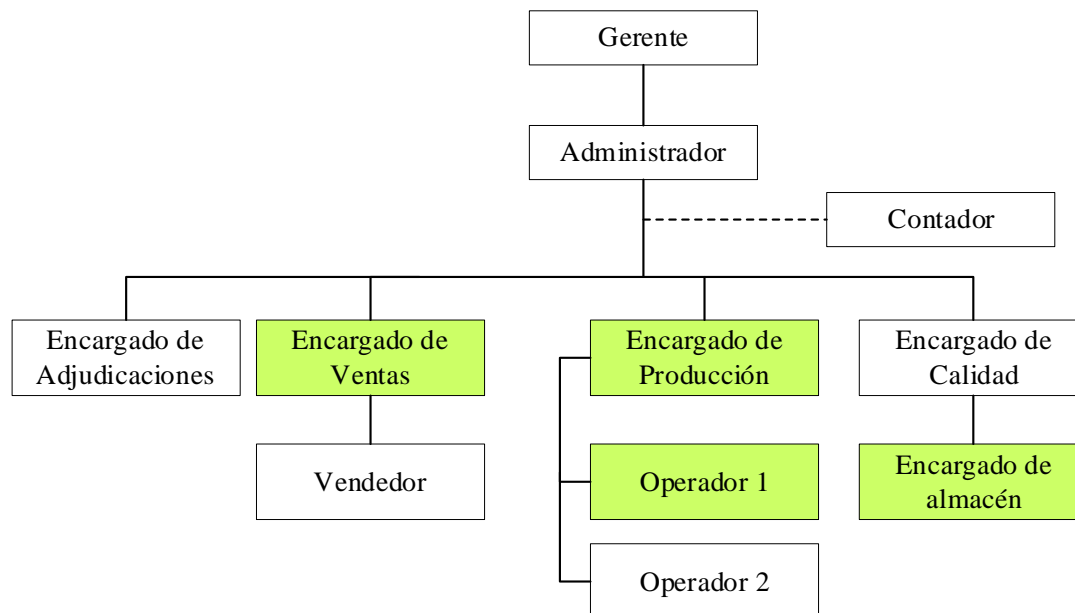 Gerente
Administrador
Contador
Encargado de
Adjudicaciones
Encargado de
Ventas
Encargado de
Producción
Encargado de
Calidad
Vendedor
Operador 1
Encargado de
almacén
Operador 2